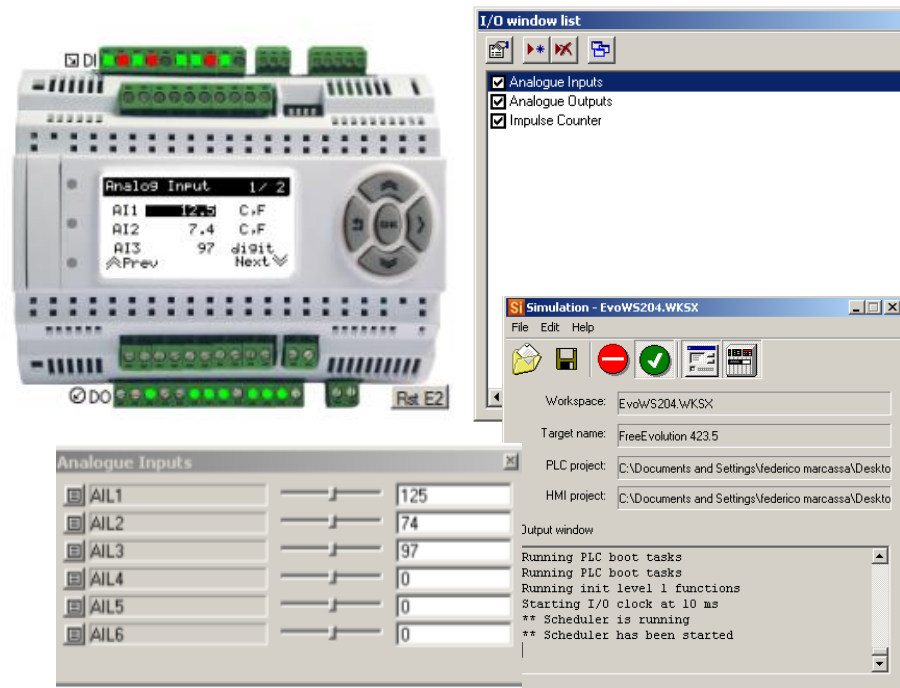 DI
Analog Input 1/ 2
AI1 12.5 C,F
AI2 7.4 C,F
AI3 97 digit
Prev Next
OK
DO
Rst E2
I/O window list
Analogue Inputs
Analogue Outputs
Impulse Counter
Si Simulation - EvoWS204.WKSX
File Edit Help
Workspace: EvoWS204.WKSX
Target name: FreeEvolution 423.5
PLC project: C:\Documents and Settings\federico marcassa\Deskto
HMI project: C:\Documents and Settings\federico marcassa\Deskto
Output window
Running PLC boot tasks
Running PLC boot tasks
Running init level 1 functions
Starting I/O clock at 10 ms
** Scheduler is running
** Scheduler has been started
Analogue Inputs
AIL1 125
AIL2 74
AIL3 97
AIL4 0
AIL5 0
AIL6 0